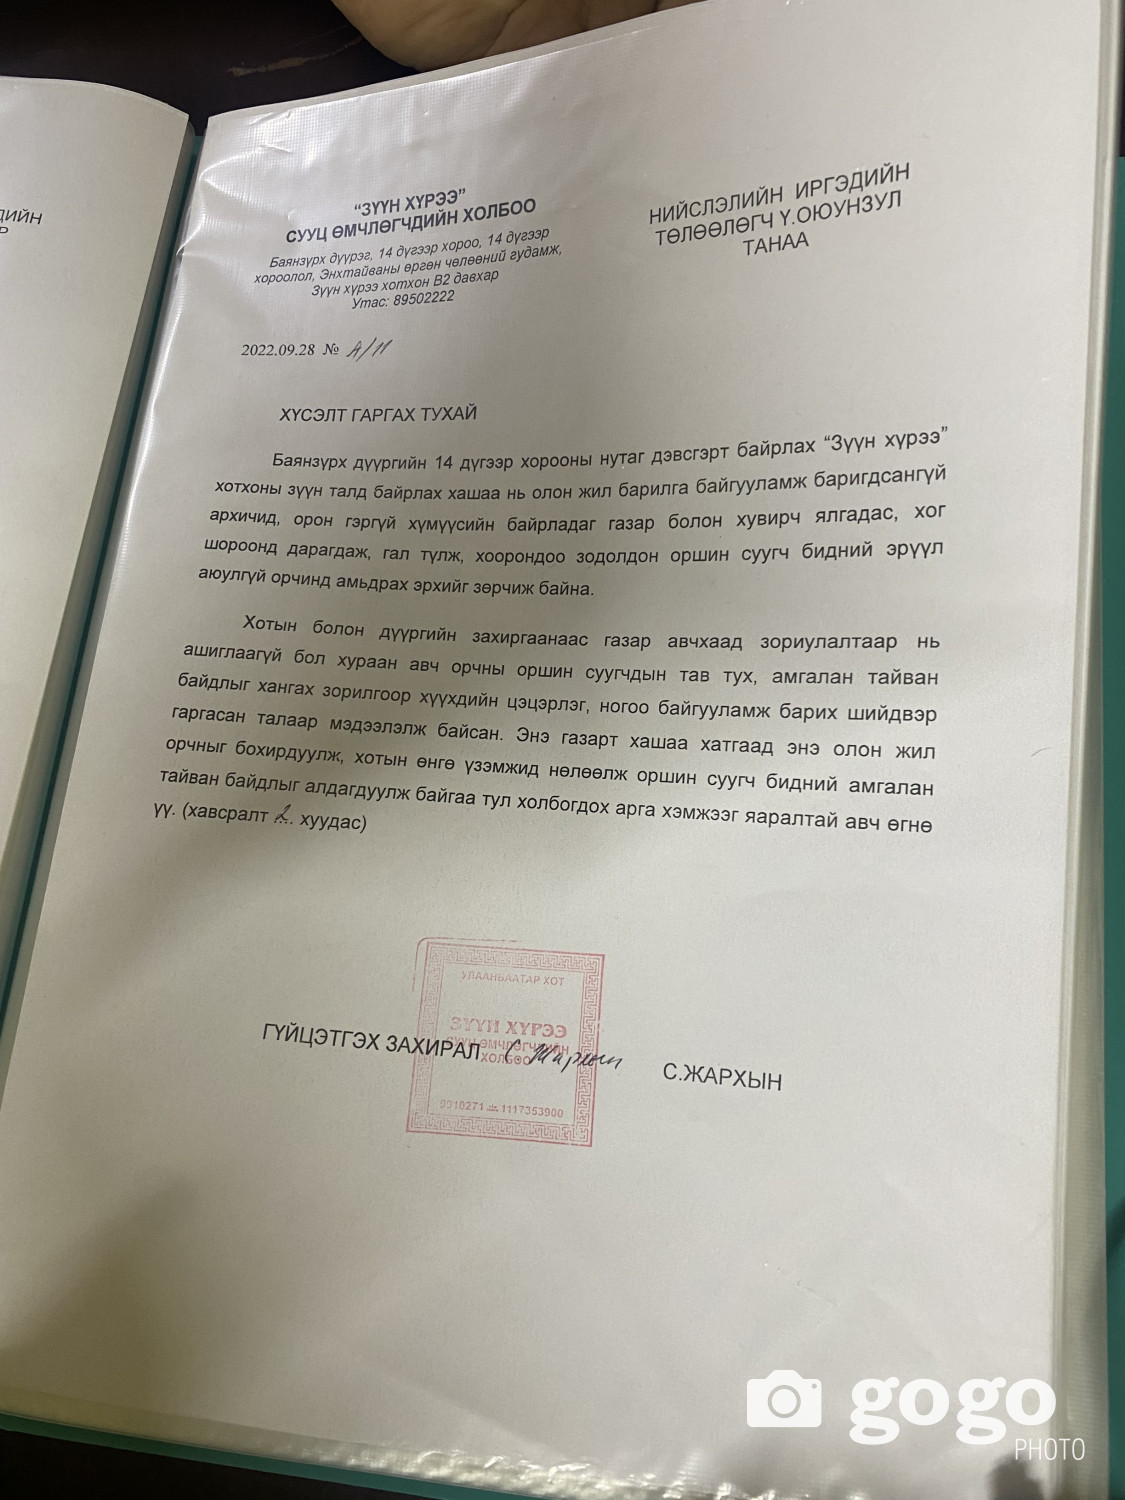 ДИЙН
“ЗҮҮН ХҮРЭЭ”
СУУЦ ӨМЧЛӨГЧДИЙН ХОЛБОО
Баянзүрх дүүрэг, 14 дүгээр хороо, 14 дүгээр
хороолол, Энхтайваны өргөн чөлөөний гудамж,
Зүүн хүрээ хотхон В2 давхар
Утас: 89502222
НИЙСЛЭЛИЙН ИРГЭДИЙН
ТӨЛӨӨЛӨГЧ Ү.ОЮУНЗУЛ
ТАНАА
2022.09.28 № А/11
ХҮСЭЛТ ГАРГАХ ТУХАЙ
Баянзүрх дүүргийн 14 дүгээр хорооны нутаг дэвсгэрт байрлах “Зүүн хүрээ”
хотхоны зүүн талд байрлах хашаа нь олон жил барилга байгууламж баригдсангүй
архичид, орон гэргүй хүмүүсийн байрладаг газар болон хувирч ялгадас, хог
шороонд дарагдаж, гал түлж, хоорондоо зодолдон оршин суугч бидний эрүүл
аюулгүй орчинд амьдрах эрхийг зөрчиж байна.
Хотын болон дүүргийн захиргаанаас газар авчхаад зориулалтаар нь
ашиглаагүй бол хураан авч орчны оршин суугчдын тав тух, амгалан тайван
байдлыг хангах зорилгоор хүүхдийн цэцэрлэг, ногоо байгууламж барих шийдвэр
гаргасан талаар мэдээлэлж байсан. Энэ газарт хашаа хатгаад энэ олон жил
орчныг бохирдуулж, хотын өнгө үзэмжид нөлөөлж оршин суугч бидний амгалан
тайван байдлыг алдагдуулж байгаа тул холбогдох арга хэмжээг яаралтай авч өгнө
үү. (хавсралт 2 хуудас)
УЛААНБААТАР ХОТ
ЗҮҮН ХҮРЭЭ
СУУЦ ӨМЧЛӨГЧДИЙН
ХОЛБОО
ГҮЙЦЭТГЭХ ЗАХИРАЛ С.ЖАРХЫН
9310271 1117353900
gogo
PHOTO